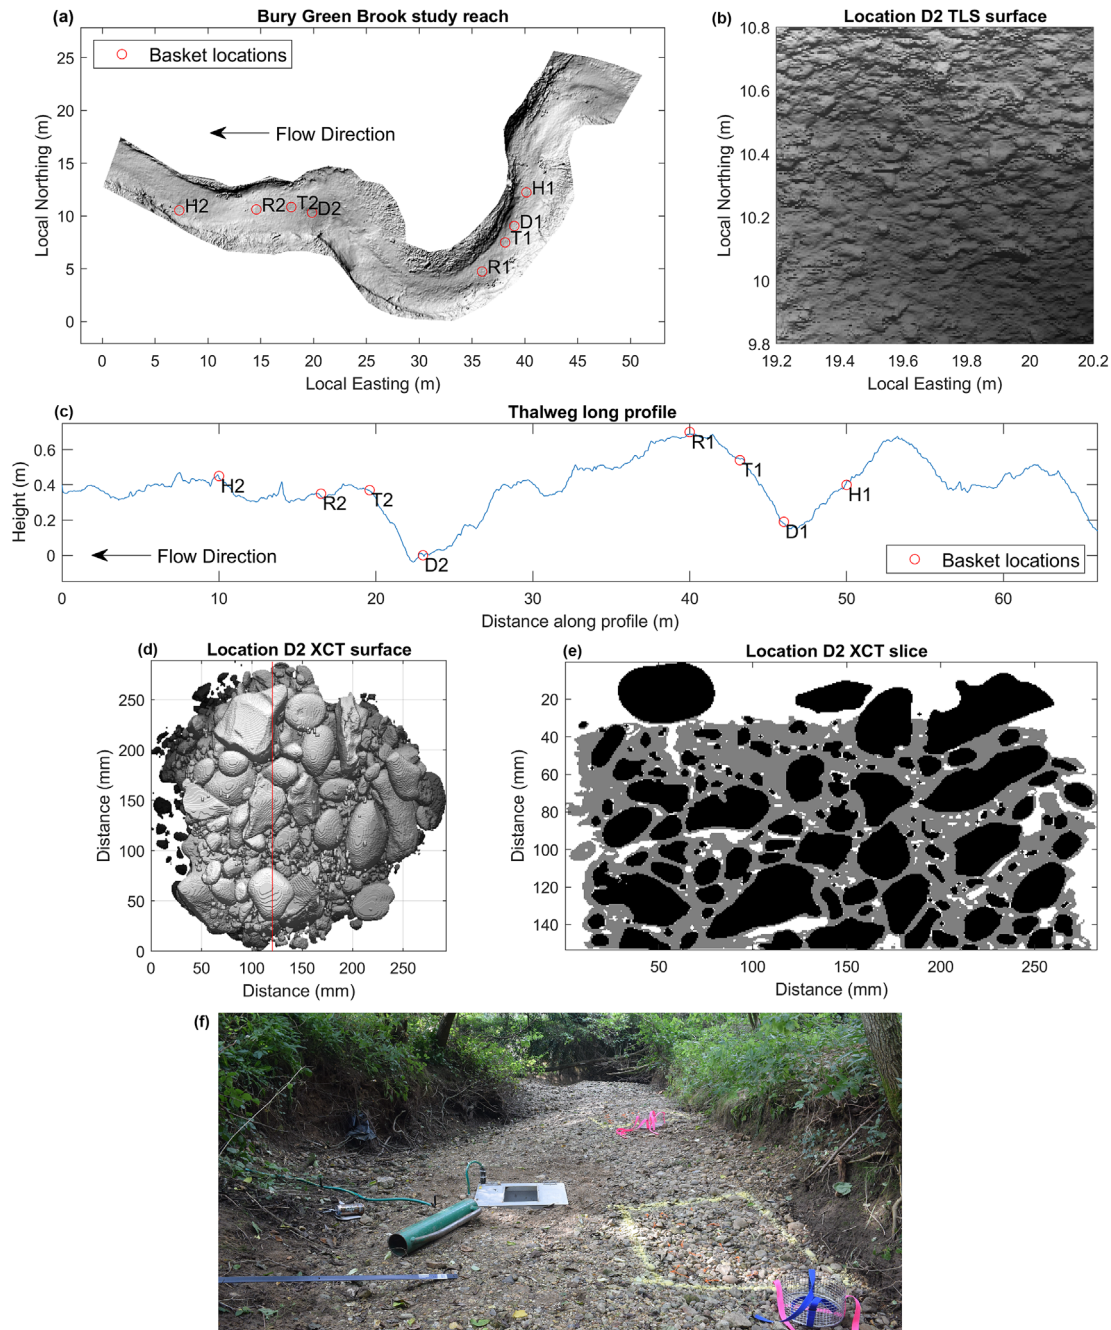 (a)
Bury Green Brook study reach
Basket locations
Flow Direction
H2
R2
T2
D2
H1
D1
T1
R1
25
20
15
10
5
0
Local Northing (m)
0 5 10 15 20 25 30 35 40 45 50
Local Easting (m)
(b)
Location D2 TLS surface
10.8
10.6
10.4
10.2
10
9.8
Local Northing (m)
19.2 19.4 19.6 19.8 20 20.2
Local Easting (m)
(c)
Thalweg long profile
0.6
0.4
0.2
0
Height (m)
H2
R2
T2
D2
R1
T1
D1
H1
Flow Direction
Basket locations
0 10 20 30 40 50 60
Distance along profile (m)
(d)
Location D2 XCT surface
250
200
150
100
50
0
Distance (mm)
0 50 100 150 200 250
Distance (mm)
(e)
Location D2 XCT slice
20
40
60
80
100
120
140
Distance (mm)
50 100 150 200 250
Distance (mm)
(f)